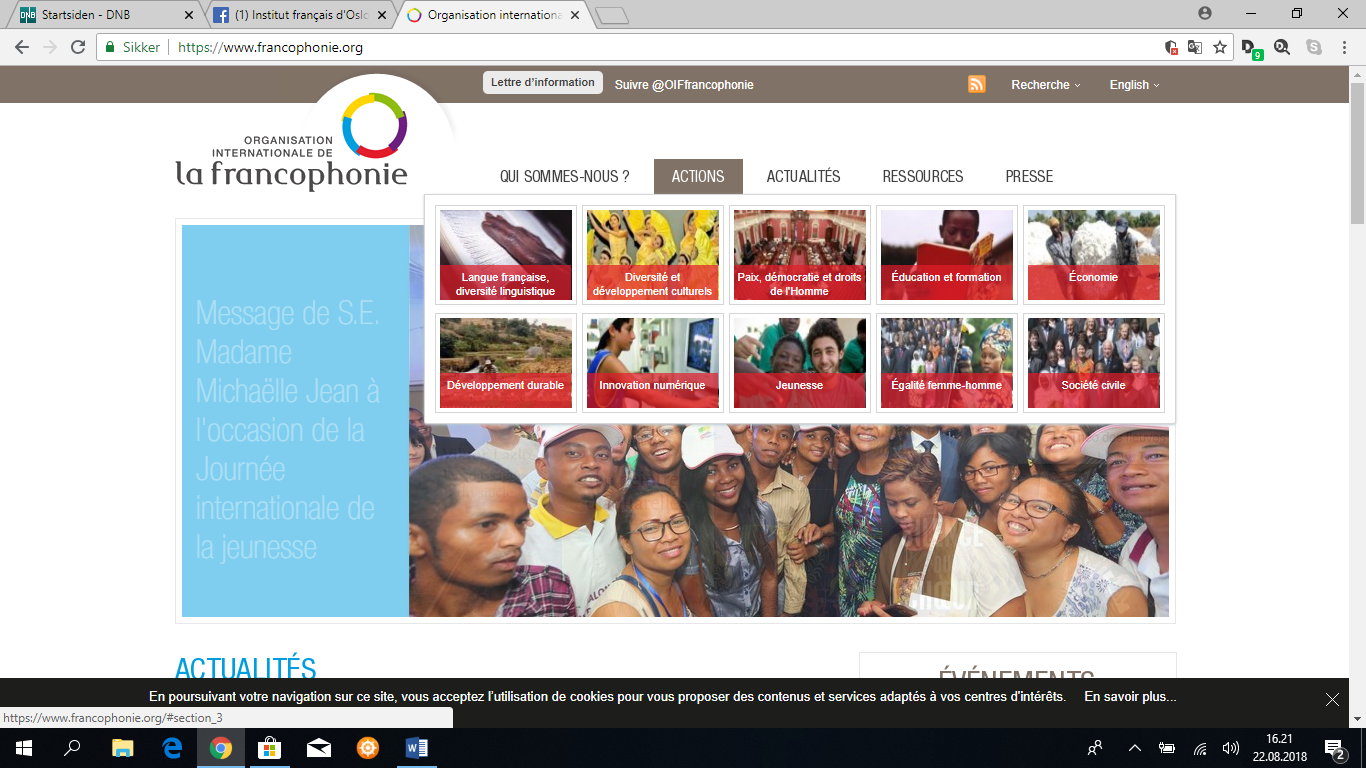 DNB Startsiden - DNB
(1) Institut français d'Oslo
Organisation internationa
Sikker https://www.francophonie.org
9
Lettre d'information
Suivre @OIFfrancophonie
Recherche
English
ORGANISATION
INTERNATIONALE DE
la francophonie
QUI SOMMES-NOUS ?
ACTIONS
ACTUALITÉS
RESSOURCES
PRESSE
Langue française,
diversité linguistique
Diversité et
développement culturels
Paix, démocratie et droits
de l'Homme
Éducation et formation
Économie
Développement durable
Innovation numérique
Jeunesse
Égalité femme-homme
Société civile
Message de S.E.
Madame
Michaëlle Jean à
l'occasion de la
Journée
internationale de
la jeunesse
ACTUALITÉS
ÉVÉNEMENTS
En poursuivant votre navigation sur ce site, vous acceptez l'utilisation de cookies pour vous proposer des contenus et services adaptés à vos centres d'intérêts. En savoir plus...
https://www.francophonie.org/#section_3
16.21
22.08.2018
2